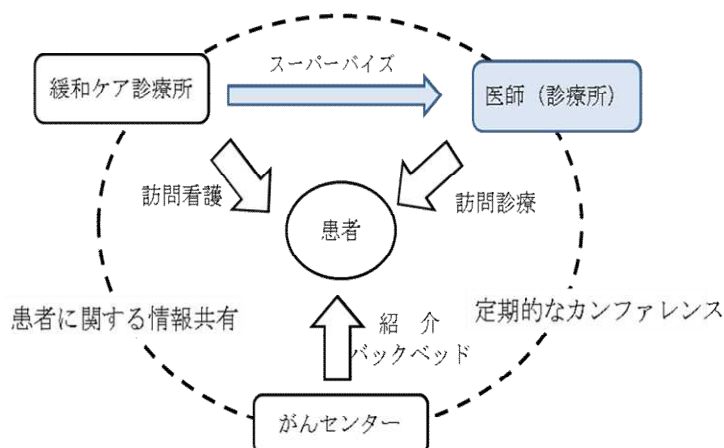 スーパーバイズ
緩和ケア診療所
医師（診療所）
訪問看護
訪問診療
患者
患者に関する情報共有
定期的なカンファレンス
紹　介
バックベッド
がんセンター